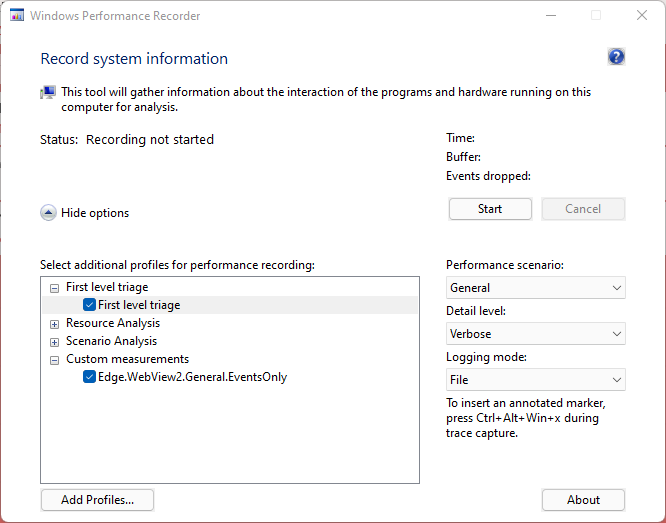 Windows Performance Recorder
Record system information
This tool will gather information about the interaction of the programs and hardware running on this
computer for analysis.
Status: Recording not started
Time:
Buffer:
Events dropped:
Hide options
Start
Cancel
Select additional profiles for performance recording:
First level triage
First level triage
Resource Analysis
Scenario Analysis
Custom measurements
Edge.WebView2.General.EventsOnly
Performance scenario:
General
Detail level:
Verbose
Logging mode:
File
To insert an annotated marker,
press Ctrl+Alt+Win+x during
trace capture.
Add Profiles...
About